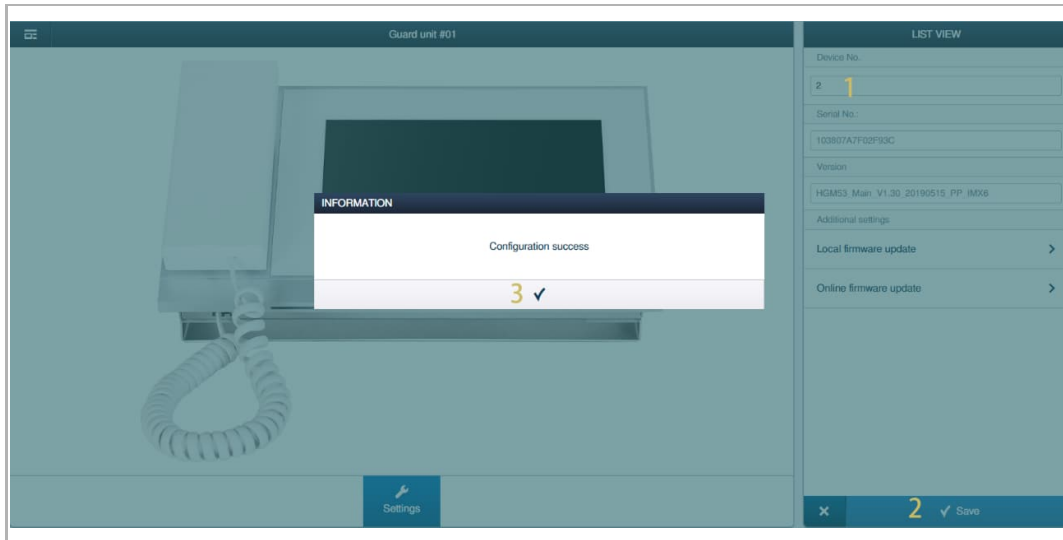 Guard unit #01
LIST VIEW
Device No.
2
1
Serial No.:
103807A7F02F93C
Version
HGMS3_Main_V1.30_20190515_PP_IMX6
Additional settings
Local firmware update
Online firmware update
INFORMATION
Configuration success
3
Settings
2
Save